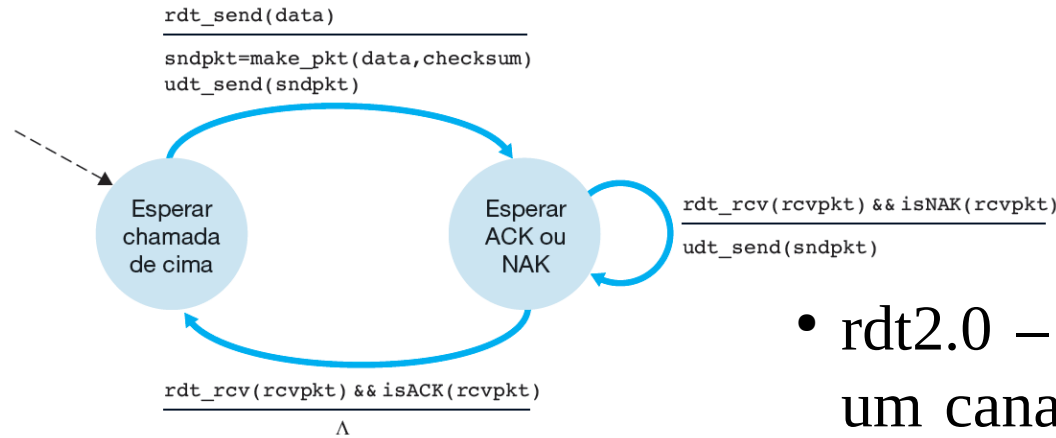 rdt_send(data)
sndpkt=make_pkt(data,checksum)
udt_send(sndpkt)
Esperar
chamada
de cima
Esperar
ACK ou
NAK
rdt_rcv(rcvpkt) && isNAK(rcvpkt)
udt_send(sndpkt)
rdt_rcv(rcvpkt) && isACK(rcvpkt)
Λ
• rdt2.0 –
um cana